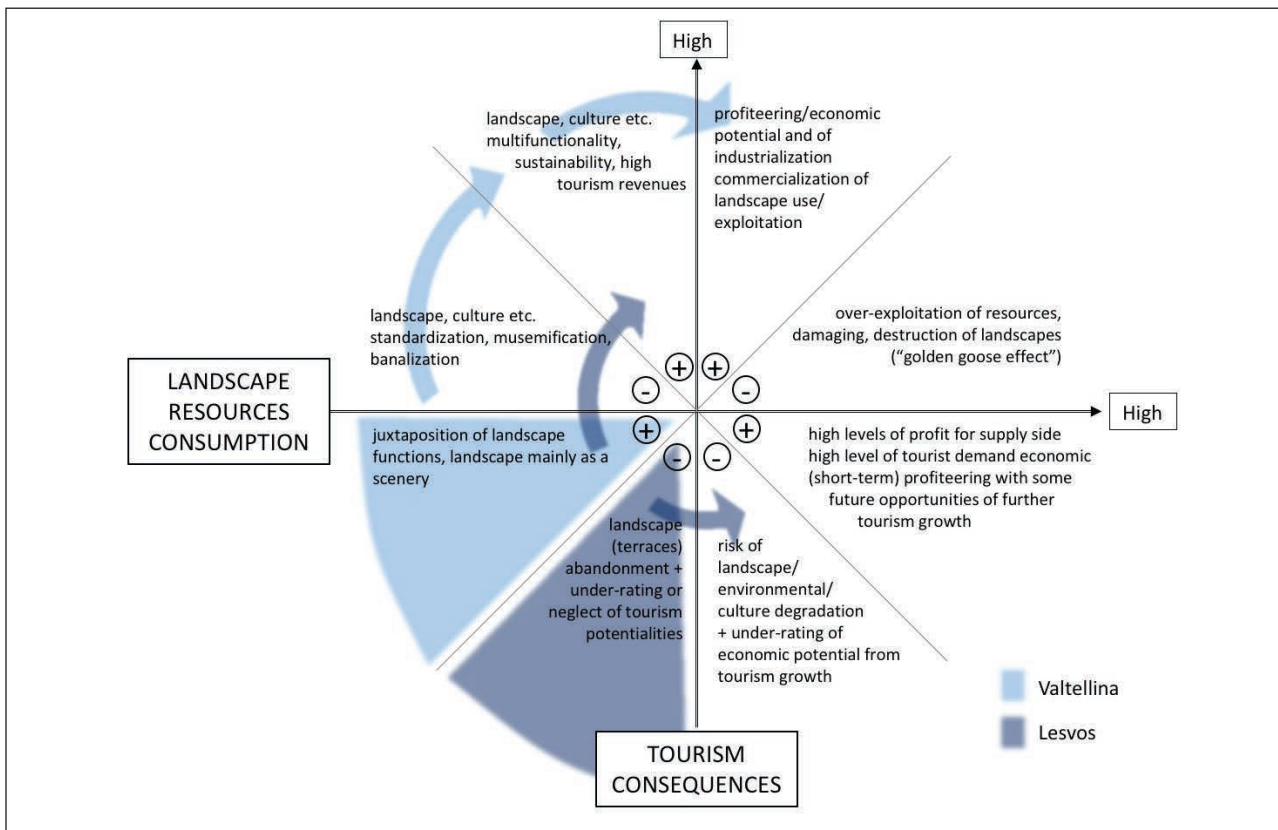 High
landscape, culture etc.
multifunctionality,
sustainability, high
tourism revenues
profiteering/economic
potential and of
industrialization
commercialization of
landscape use/
exploitation
landscape, culture etc.
standardization, musemification,
banalization
over-exploitation of resources,
damaging, destruction of landscapes
(“golden goose effect”)
+ +
- -
LANDSCAPE
RESOURCES
CONSUMPTION
High
+ +
- -
juxtaposition of landscape
functions, landscape mainly as a
scenery
high levels of profit for supply side
high level of tourist demand economic
(short-term) profiteering with some
future opportunities of further
tourism growth
landscape
(terraces)
abandonment +
under-rating or
neglect of tourism
potentialities
risk of
landscape/
environmental/
culture degradation
+ under-rating of
economic potential from
tourism growth
Valtellina
Lesvos
TOURISM
CONSEQUENCES